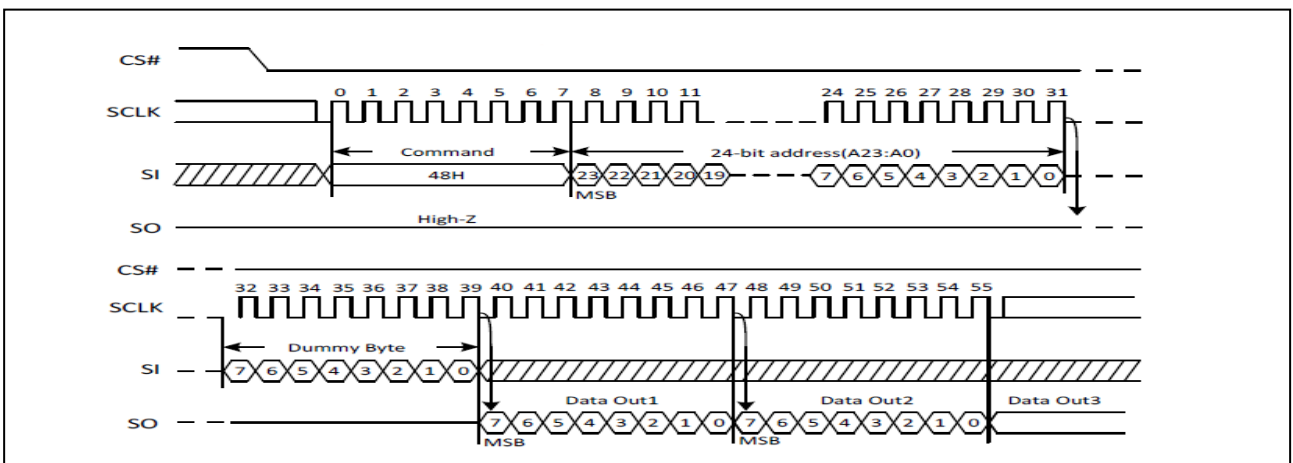 CS#
0 1 2 3 4 5 6 7 8 9 10 11 24 25 26 27 28 29 30 31
SCLK
Command 24-bit address(A23:A0)
SI 48H 23 22 21 20 19 7 6 5 4 3 2 1 0
MSB
High-Z
SO
CS#
32 33 34 35 36 37 38 39 40 41 42 43 44 45 46 47 48 49 50 51 52 53 54 55
SCLK
Dummy Byte
SI 7 6 5 4 3 2 1 0
Data Out1 Data Out2 Data Out3
SO 7 6 5 4 3 2 1 0 7 6 5 4 3 2 1 0
MSB MSB